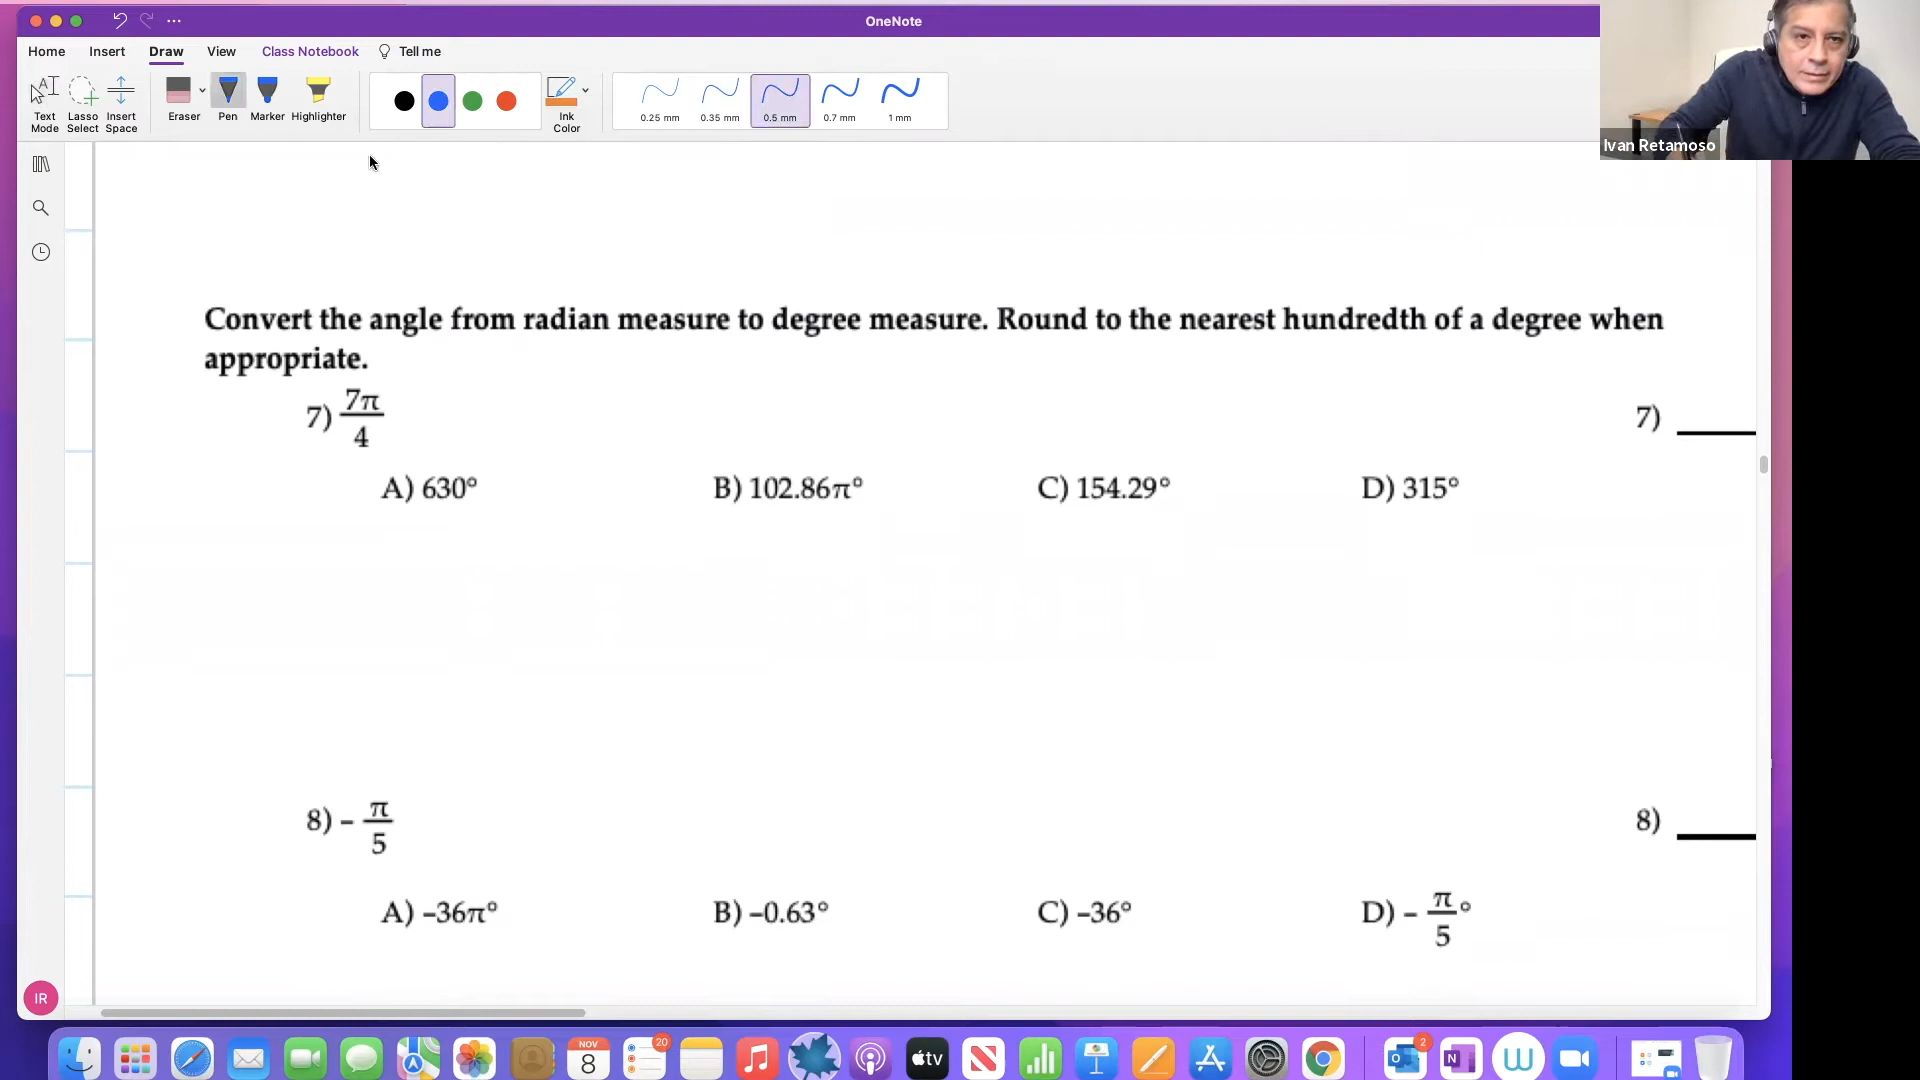 OneNote
Home Insert Draw View Class Notebook Tell me
Text Mode
Lasso Select
Insert Space
Eraser
Pen
Marker
Highlighter
Ink Color
0.25 mm
0.35 mm
0.5 mm
0.7 mm
1 mm
Ivan Retamoso
Convert the angle from radian measure to degree measure. Round to the nearest hundredth of a degree when
appropriate.
7) 7π/4 7) ____
A) 630° B) 102.86π° C) 154.29° D) 315°
8) – π/5 8) ____
A) –36π° B) –0.63° C) –36° D) – π/5 °
IR
NOV
8
20
tv
2
O
N
W